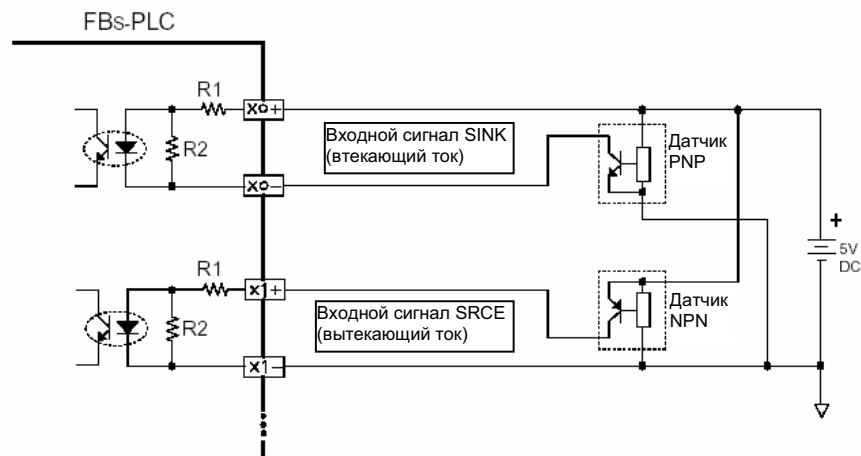 FBs-PLC
R1
X0+
R2
Входной сигнал SINK
(втекающий ток)
Датчик
PNP
X0-
+
5V
DC
R1
X1+
R2
Входной сигнал SRCE
(вытекающий ток)
Датчик
NPN
X1-